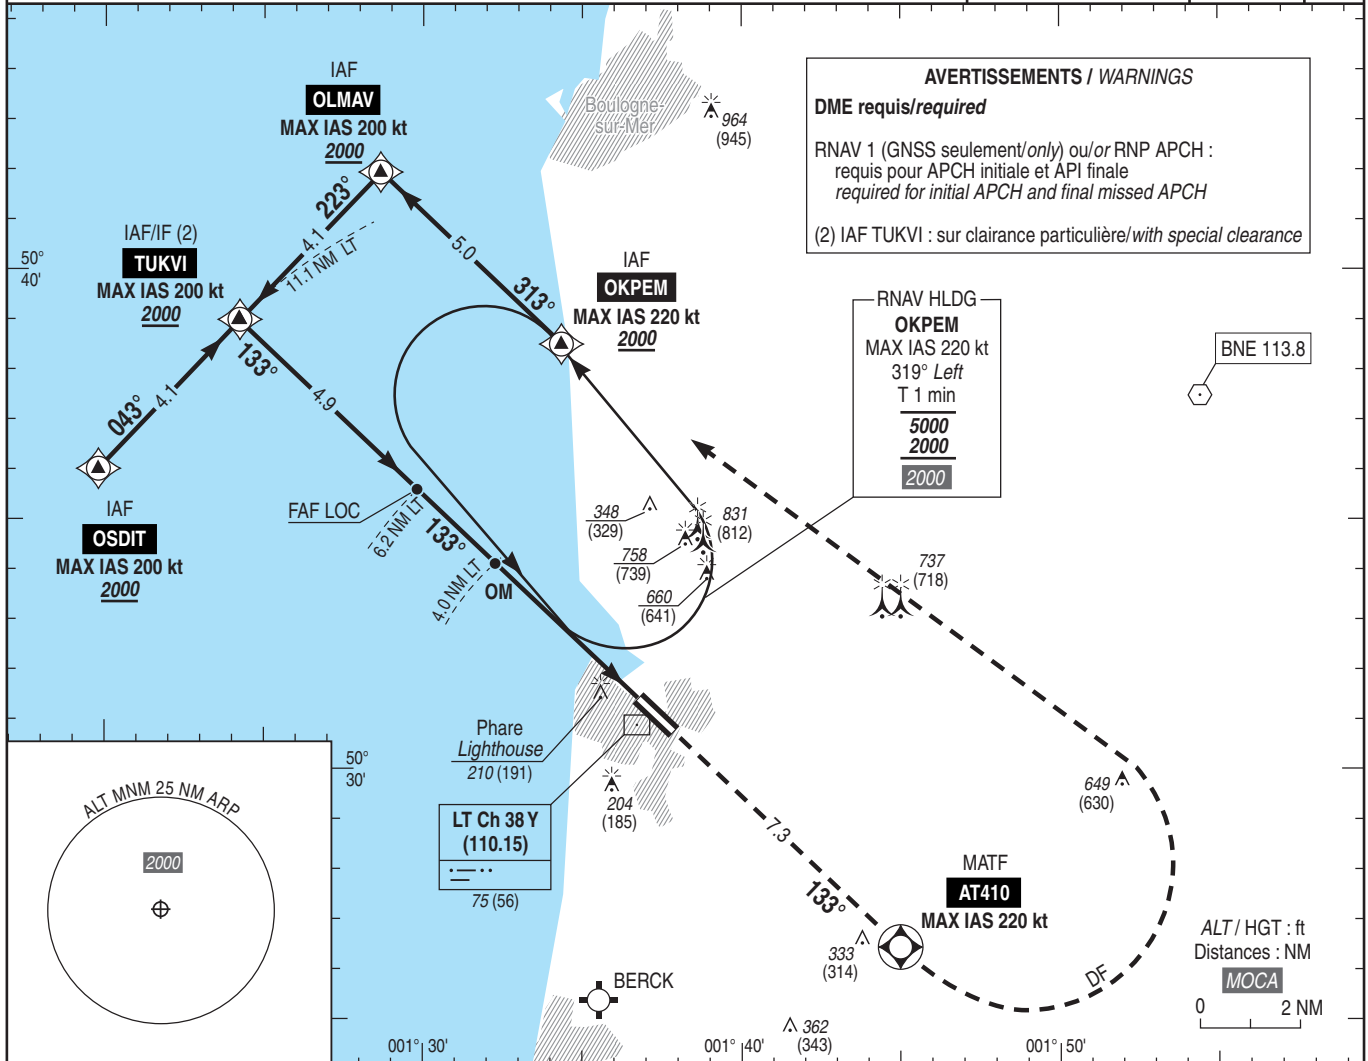 IAF
OLMAV
MAX IAS 200 kt
2000
Boulogne-
sur-Mer
964
(945)
AVERTISSEMENTS / WARNINGS
DME requis/required
RNAV 1 (GNSS seulement/only) ou/or RNP APCH :
requis pour APCH initiale et API finale
required for initial APCH and final missed APCH
(2) IAF TUKVI : sur clairance particulière/with special clearance
223°
4.1
11.1 NM LT
5.0
313°
IAF/IF (2)
TUKVI
MAX IAS 200 kt
2000
50°
40'
IAF
OKPEM
MAX IAS 220 kt
2000
RNAV HLDG
OKPEM
MAX IAS 220 kt
319° Left
T 1 min
5000
2000
2000
BNE 113.8
133°
4.9
043°
4.1
IAF
OSDIT
MAX IAS 200 kt
2000
FAF LOC
6.2 NM LT
133°
4.0 NM LT
OM
348
(329)
831
(812)
758
(739)
660
(641)
737
(718)
Phare
Lighthouse
210 (191)
50°
30'
204
(185)
LT Ch 38 Y
(110.15)
75 (56)
649
(630)
7.3
133°
MATF
AT410
MAX IAS 220 kt
333
(314)
DF
ALT MNM 25 NM ARP
2000
BERCK
362
(343)
ALT / HGT : ft
Distances : NM
MOCA
0 2 NM
001° 30'
001° 40'
001° 50'